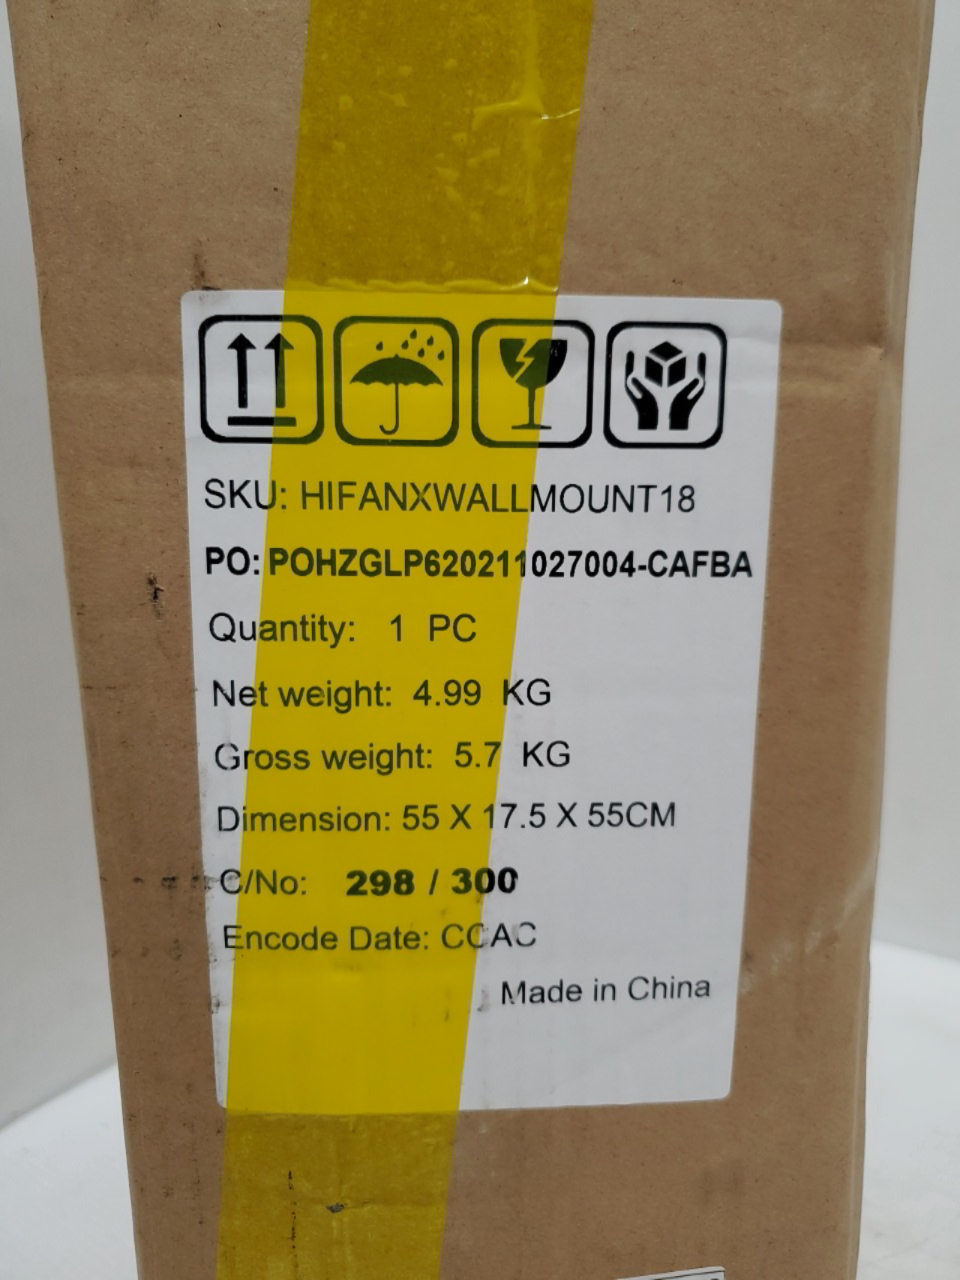 SKU: HIFANXWALLMOUNT18
PO: POHZGLP620211027004-CAFBA
Quantity: 1 PC
Net weight: 4.99 KG
Gross weight: 5.7 KG
Dimension: 55 X 17.5 X 55CM
C/No: 298 / 300
Encode Date: CCAC
Made in China